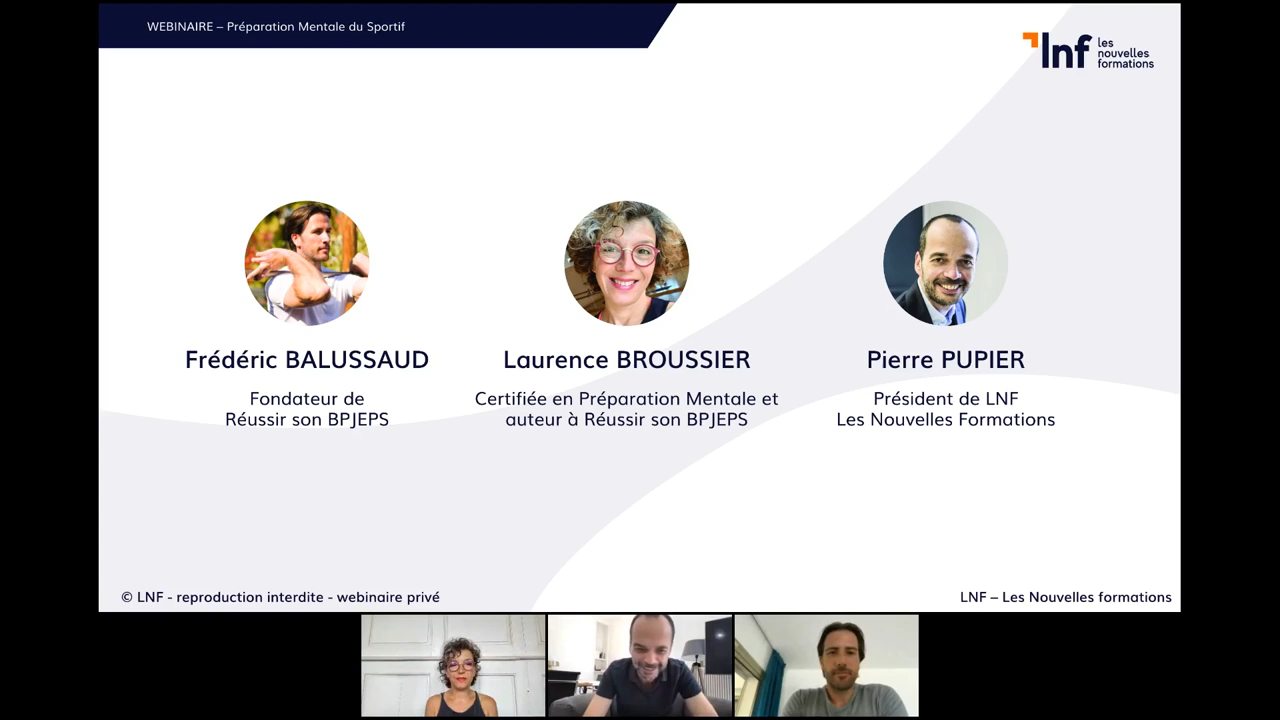 WEBINAIRE – Préparation Mentale du Sportif
lnf les
nouvelles
formations
Frédéric BALUSSAUD
Fondateur de
Réussir son BPJEPS
Laurence BROUSSIER
Certifiée en Préparation Mentale et
auteur à Réussir son BPJEPS
Pierre PUPIER
Président de LNF
Les Nouvelles Formations
© LNF - reproduction interdite - webinaire privé
LNF – Les Nouvelles formations